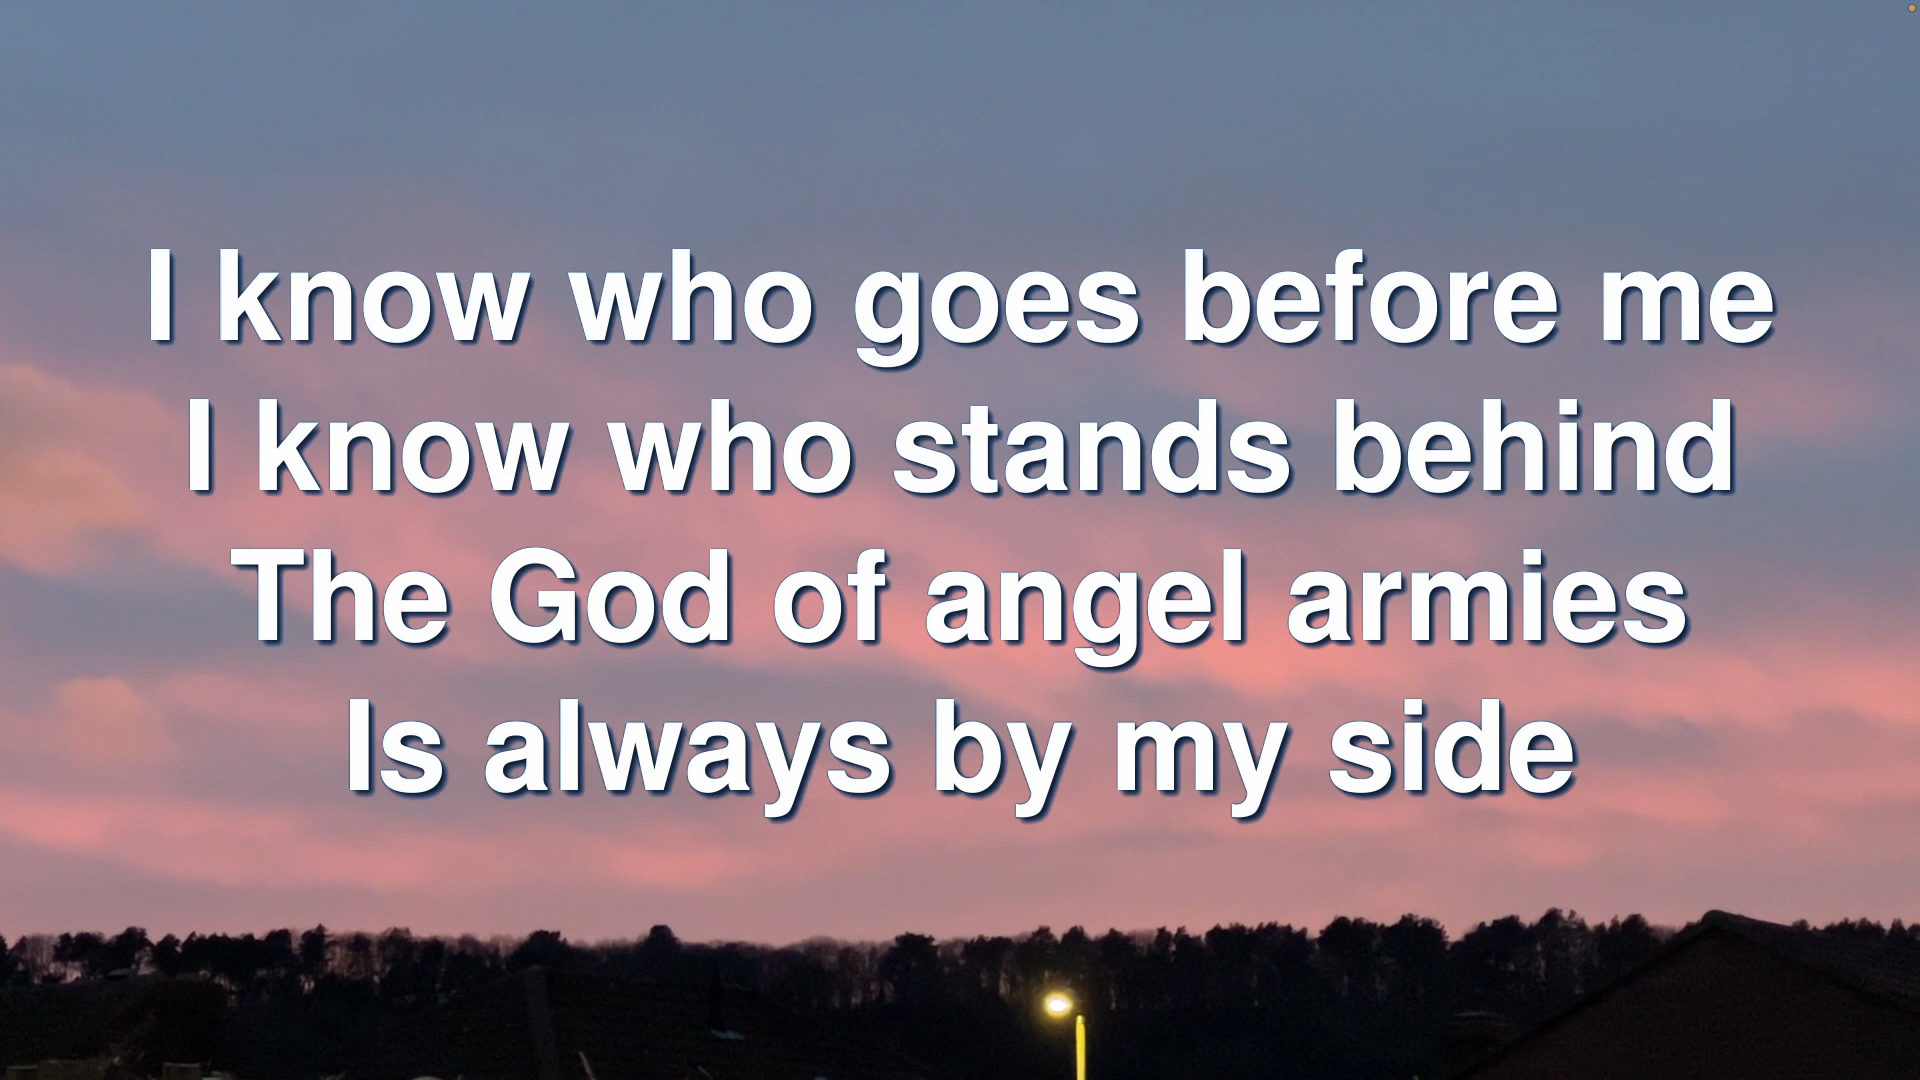 I know who goes before me
I know who stands behind
The God of angel armies
Is always by my side